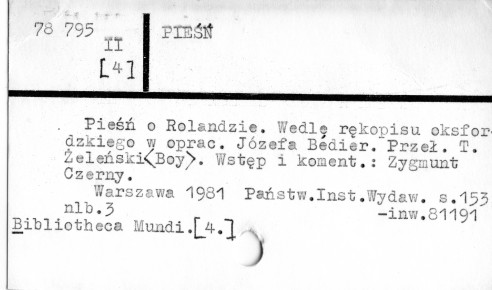 78 795 PIEŚŃ
II
[4]
Pieśń o Rolandzie. Wedlę rękopisu oksfor-
dzkiego w oprac. Józefa Bédier. Przeł. T.
Żeleński<Boy>. Wstęp i koment.: Zygmunt
Czerny.
Warszawa 1981 Państw.Inst.Wydaw. s.153
nlb.3 -inw.81191
Bibliotheca Mundi.[4.]